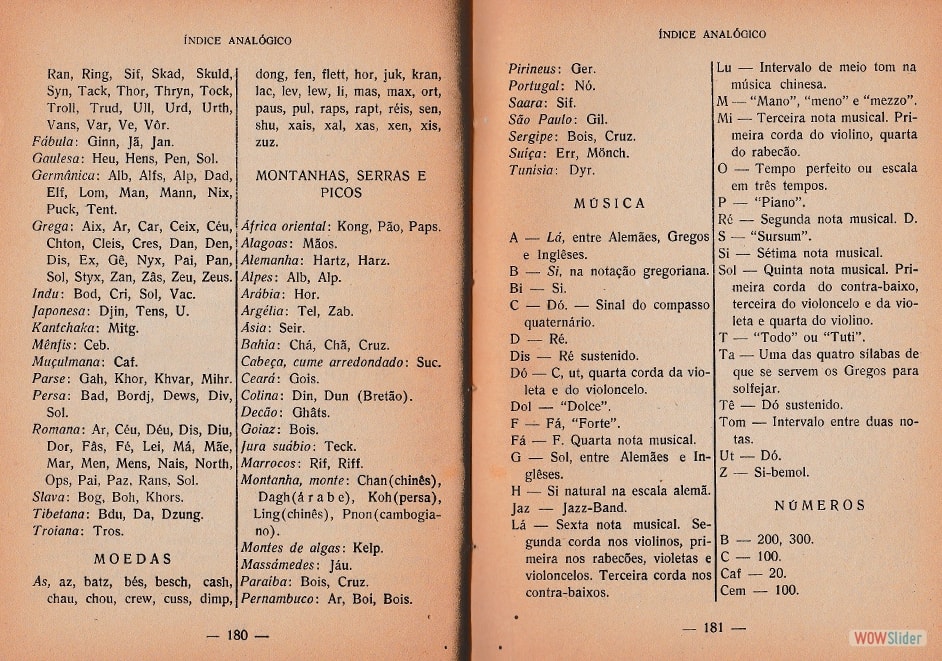 ÍNDICE ANALÓGICO
Ran, Ring, Sif, Skad, Skuld,
Syn, Tack, Thor, Thryn, Tock,
Troll, Trud, Ull, Urd, Urth,
Vans, Var, Ve, Vôr.
Fábula: Ginn, Jã, Jan.
Gaulesa: Heu, Hens, Pen, Sol.
Germânica: Alb, Alfs, Alp, Dad,
Elf, Lom, Man, Mann, Nix,
Puck, Tent.
Grega: Aix, Ar, Car, Ceix, Céu,
Chton, Cleis, Cres, Dan, Den,
Dis, Ex, Gê, Nyx, Pai, Pan,
Sol, Styx, Zan, Zâs, Zeu, Zeus.
Indu: Bod, Cri, Sol, Vac.
Japonesa: Djin, Tens, U.
Kantchaka: Mitg.
Mênfis: Ceb.
Muçulmana: Caf.
Parse: Gah, Khor, Khvar, Mihr.
Persa: Bad, Bordj, Dews, Div,
Sol.
Romana: Ar, Céu, Déu, Dis, Diu,
Dor, Fâs, Fé, Lei, Má, Mãe,
Mar, Men, Mens, Nais, North,
Ops, Pai, Paz, Rans, Sol.
Slava: Bog, Boh, Khors.
Tibetana: Bdu, Da, Dzung.
Troiana: Tros.
MOEDAS
As, az, batz, bés, besch, cash,
chau, chou, crew, cuss, dimp,
dong, fen, flett, hor, juk, kran,
lac, lev, lew, li, mas, max, ort,
paus, pul, raps, rapt, réis, sen,
shu, xais, xal, xas, xen, xis,
zuz.
MONTANHAS, SERRAS E
PICOS
África oriental: Kong, Pão, Paps.
Alagoas: Mãos.
Alemanha: Hartz, Harz.
Alpes: Alb, Alp.
Arábia: Hor.
Argélia: Tel, Zab.
Asia: Seir.
Bahia: Chá, Chã, Cruz.
Cabeça, cume arredondado: Suc.
Ceará: Gois.
Colina: Din, Dun (Bretão).
Decão: Ghâts.
Goiaz: Bois.
Jura suábio: Teck.
Marrocos: Rif, Riff.
Montanha, monte: Chan(chinês),
Dagh(árabe), Koh(persa),
Ling(chinês), Pnon(cambogia-
no).
Montes de algas: Kelp.
Massámedes: Jáu.
Paraíba: Bois, Cruz.
Pernambuco: Ar, Boi, Bois.
— 180 —
ÍNDICE ANALÓGICO
Pirineus: Ger.
Portugal: Nó.
Saara: Sif.
São Paulo: Gil.
Sergipe: Bois, Cruz.
Suíça: Err, Mönch.
Tunisia: Dyr.
MÚSICA
A — Lá, entre Alemães, Gregos
e Inglêses.
B — Si, na notação gregoriana.
Bi — Si.
C — Dó. — Sinal do compasso
quaternário.
D — Ré.
Dis — Ré sustenido.
Dó — C, ut, quarta corda da vio-
leta e do violoncelo.
Dol — "Dolce".
F — Fá, "Forte".
Fá — F. Quarta nota musical.
G — Sol, entre Alemães e In-
glêses.
H — Si natural na escala alemã.
Jaz — Jazz-Band.
Lá — Sexta nota musical. Se-
gunda corda nos violinos, pri-
meira nos rabecões, violetas e
violoncelos. Terceira corda nos
contra-baixos.
Lu — Intervalo de meio tom na
música chinesa.
M — "Mano", "meno" e "mezzo".
Mi — Terceira nota musical. Pri-
meira corda do violino, quarta
do rabecão.
O — Tempo perfeito ou escala
em três tempos.
P — "Piano".
Ré — Segunda nota musical. D.
S — "Sursum".
Si — Sétima nota musical.
Sol — Quinta nota musical. Pri-
meira corda do contra-baixo,
terceira do violoncelo e da vio-
leta e quarta do violino.
T — "Todo" ou "Tuti".
Ta — Uma das quatro sílabas de
que se servem os Gregos para
solfejar.
Tê — Dó sustenido.
Tom — Intervalo entre duas no-
tas.
Ut — Dó.
Z — Si-bemol.
NÚMEROS
B — 200, 300.
C — 100.
Caf — 20.
Cem — 100.
— 181 —
WOWSlider